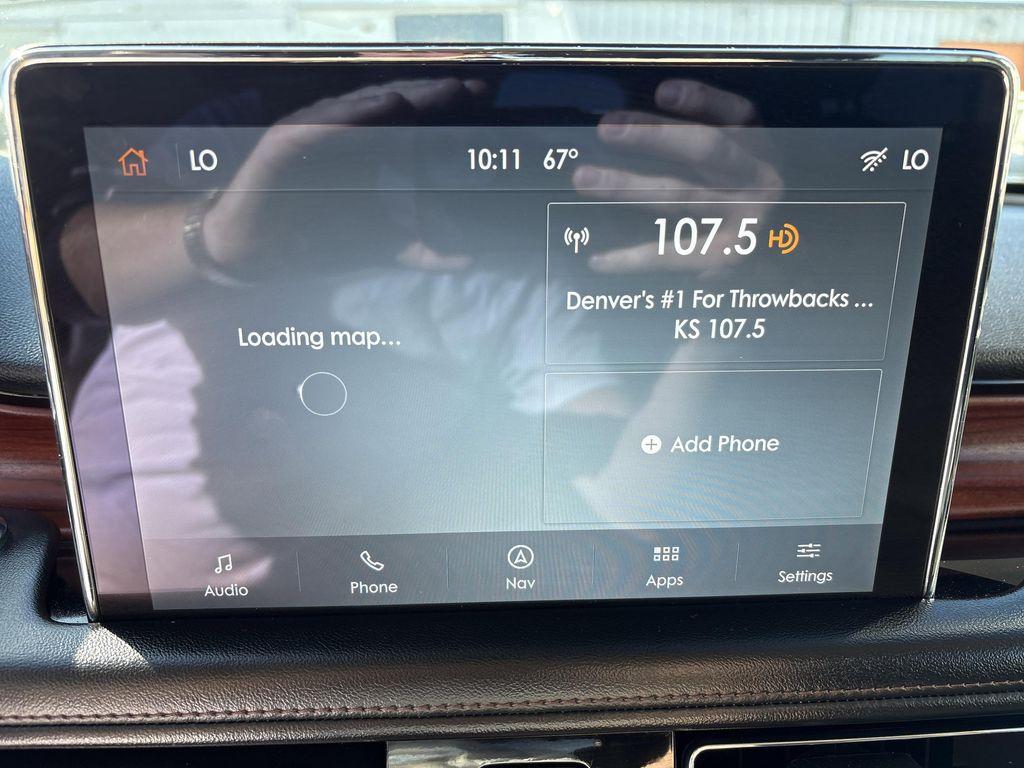 LO
10:11 67°
LO
107.5 HD
Denver's #1 For Throwbacks ...
KS 107.5
Loading map...
Add Phone
Audio
Phone
Nav
Apps
Settings